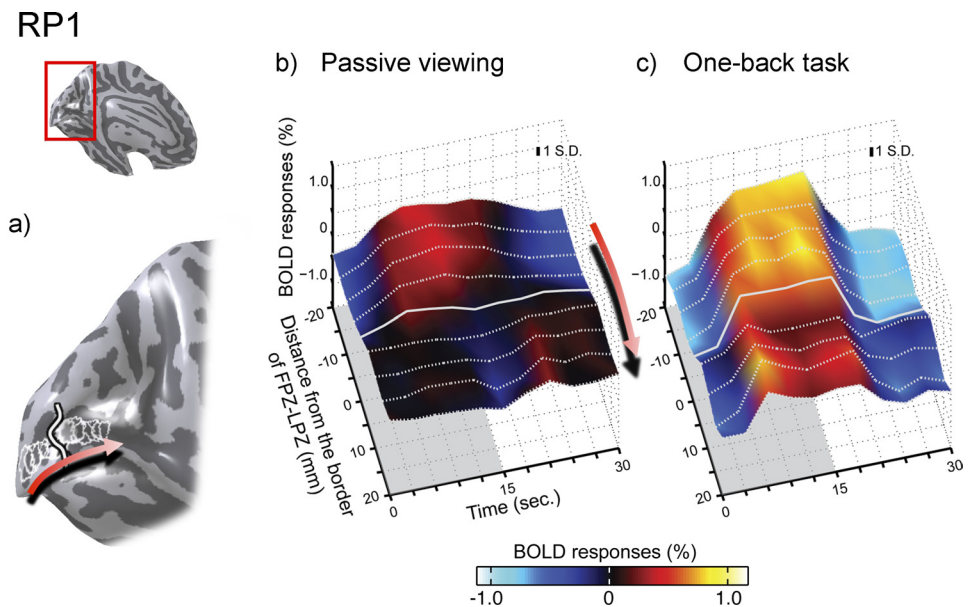 RP1
a)
b) Passive viewing
c) One-back task
BOLD responses (%)
1.0
0
-1.0
1 S.D.
1.0
0
-1.0
1 S.D.
Distance from the border
of FPZ-LPZ (mm)
-20
-10
0
10
20
0
15
30
Time (sec.)
-20
-10
0
10
20
0
15
30
BOLD responses (%)
-1.0
0
1.0